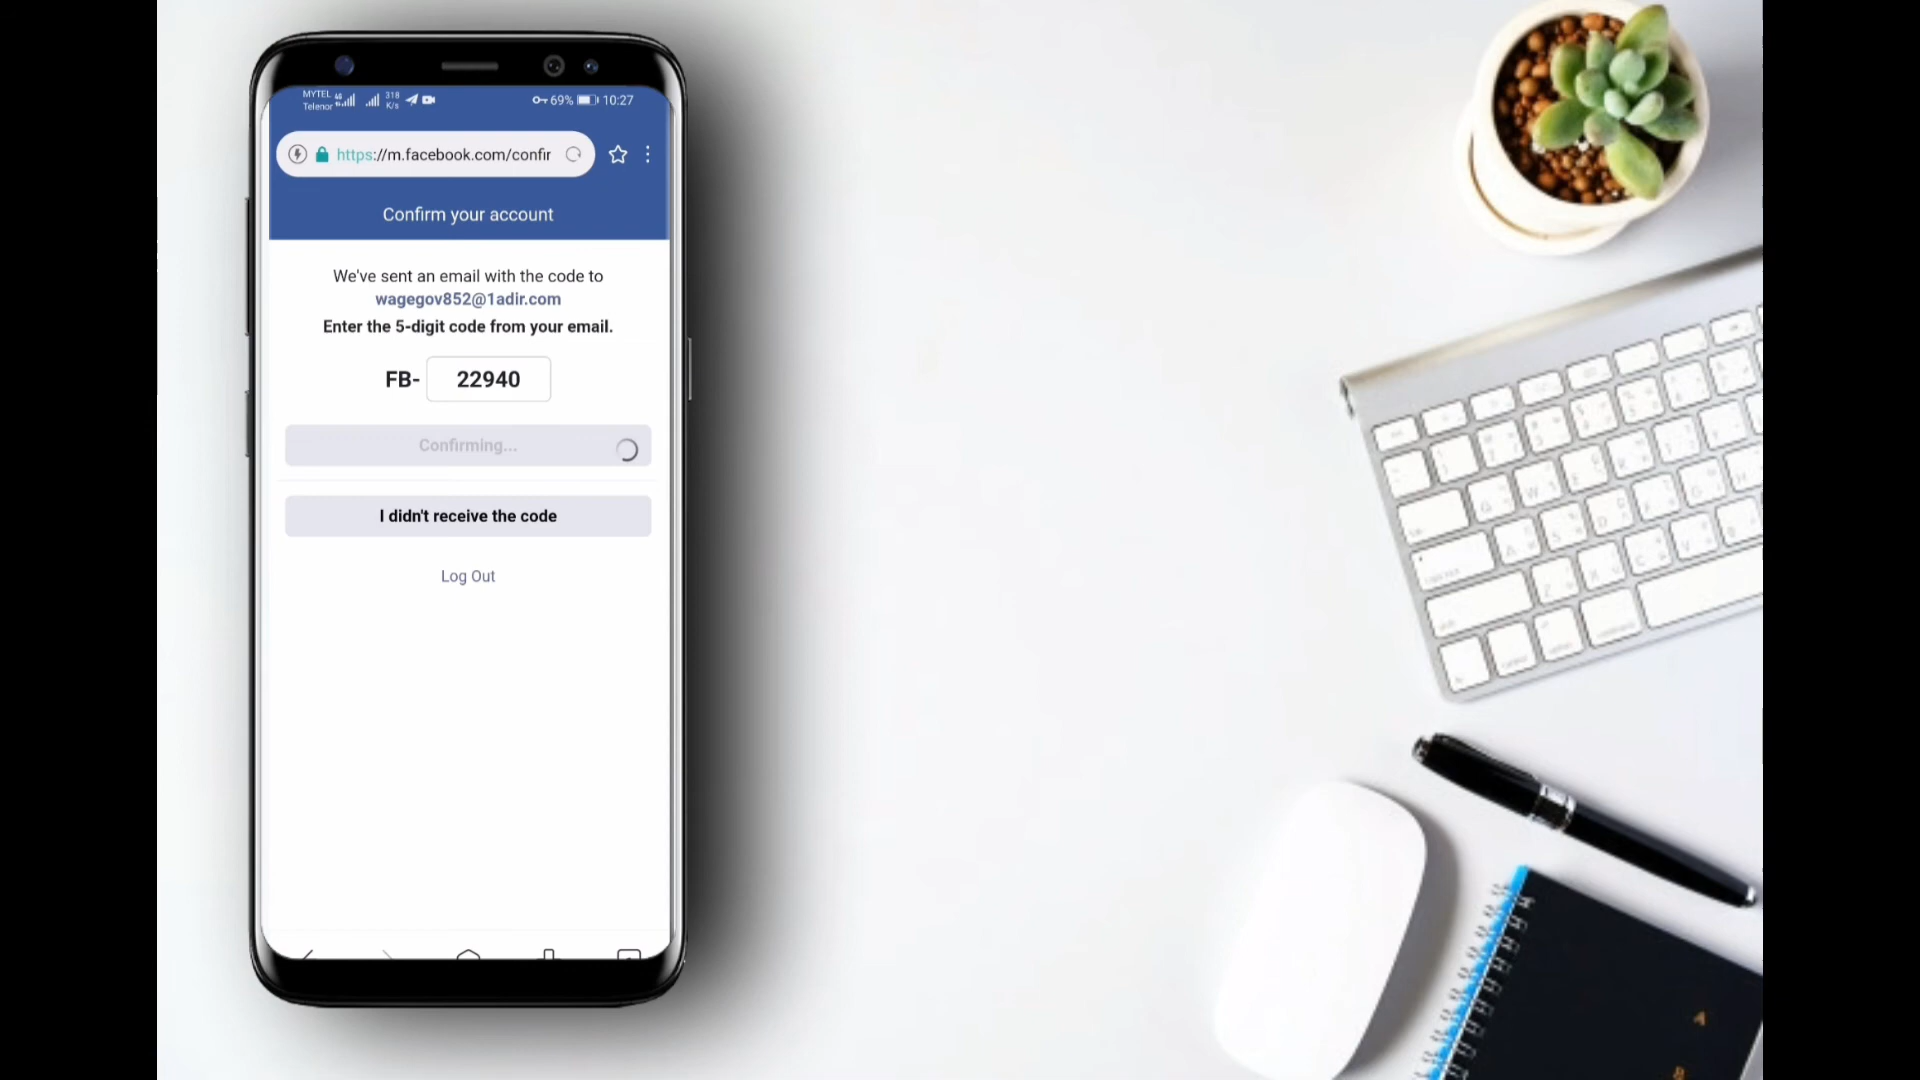 MYTEL 4G 318
Telenor K/s
69% 10:27
https://m.facebook.com/confir
Confirm your account
We've sent an email with the code to
wagegov852@1adir.com
Enter the 5-digit code from your email.
FB- 22940
Confirming...
I didn't receive the code
Log Out